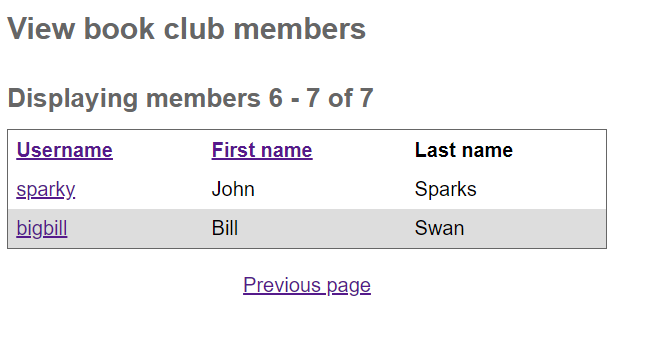 View book club members
Displaying members 6 - 7 of 7
Username First name Last name
sparky John Sparks
bigbill Bill Swan
Previous page